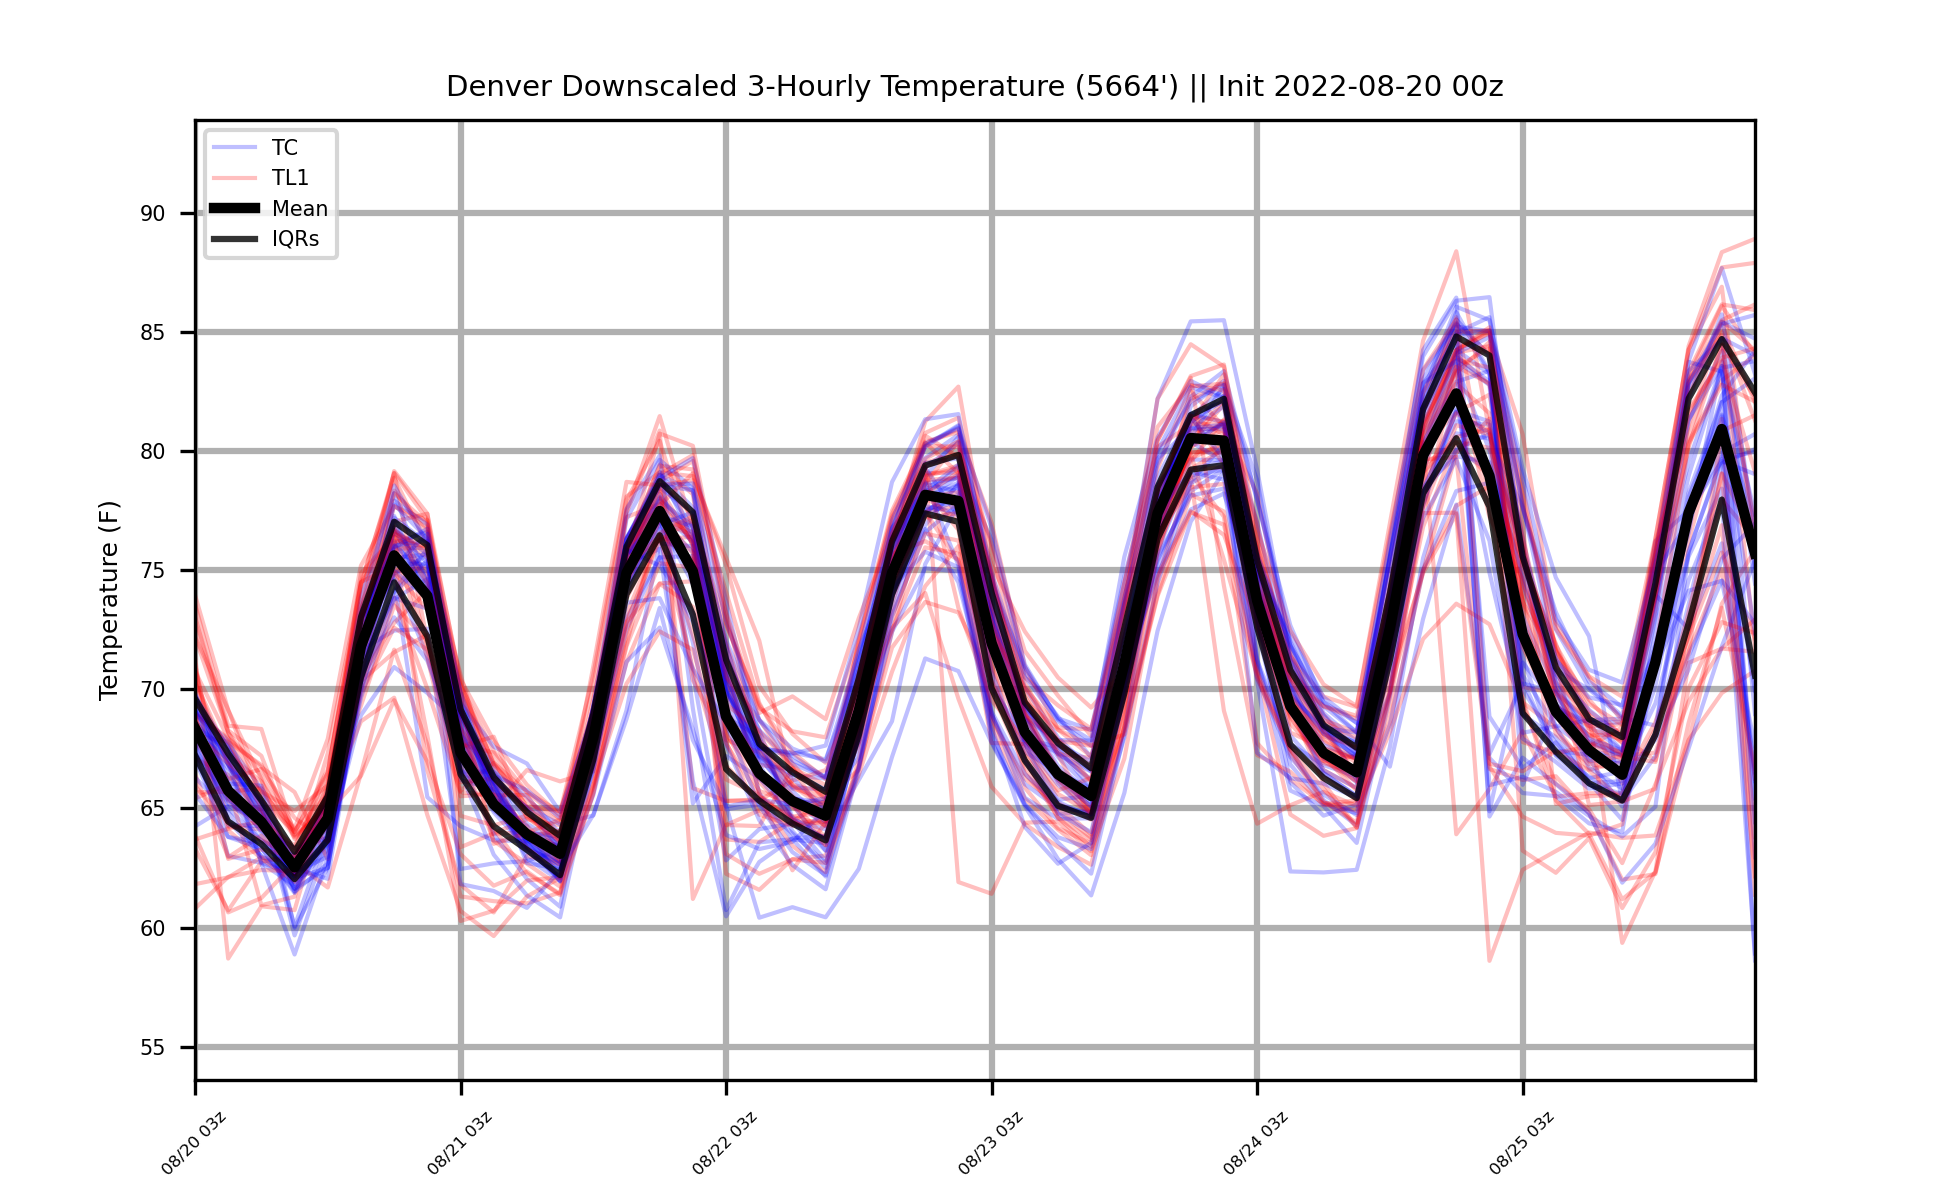 Denver Downscaled 3-Hourly Temperature (5664') || Init 2022-08-20 00z
TC
TL1
Mean
IQRs
90
85
80
75
70
65
60
55
Temperature (F)
08/20 03z
08/21 03z
08/22 03z
08/23 03z
08/24 03z
08/25 03z